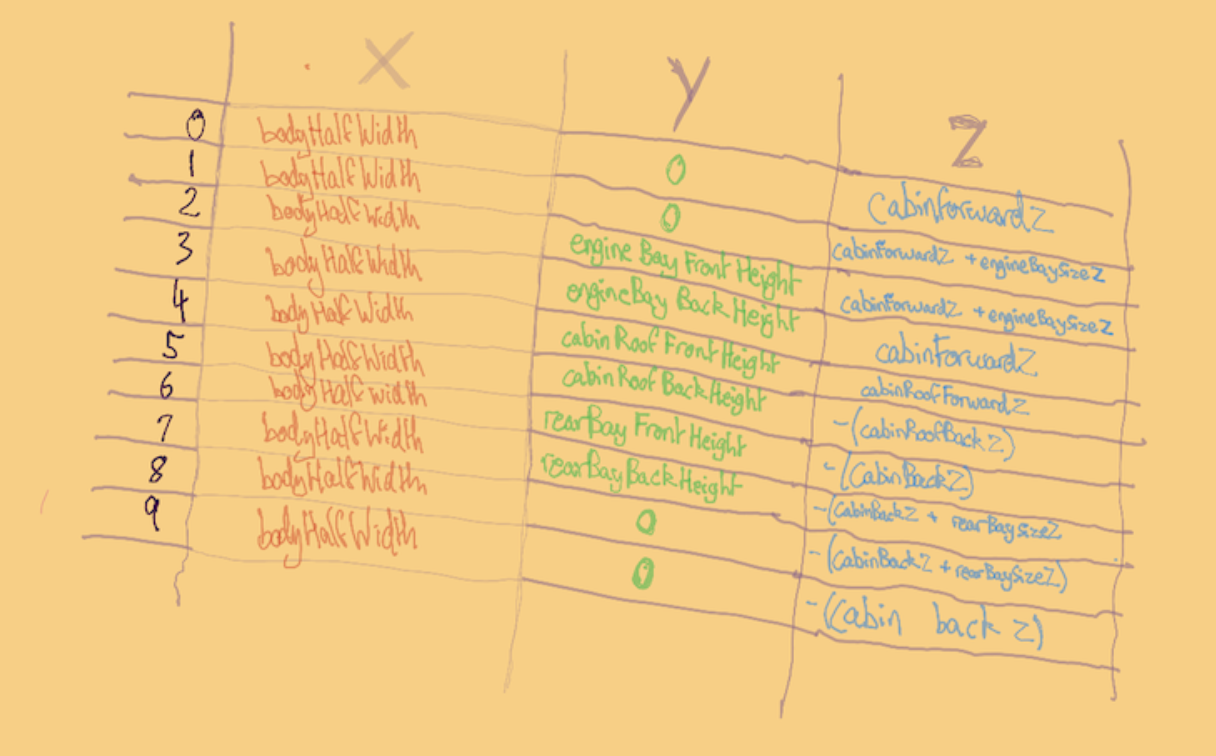 X Y Z
0 bodyHalfWidth 0 cabinForwardZ
1 bodyHalfWidth 0 cabinForwardZ + engineBaySizeZ
2 bodyHalfWidth engine Bay Front Height cabinForwardZ + engineBaySizeZ
3 bodyHalfWidth engineBay Back Height cabinForwardZ
4 bodyHalfWidth cabin Roof Front Height cabinRoofForwardZ
5 bodyHalfWidth cabin Roof Back Height -(cabinRoofBack Z)
6 bodyHalfWidth rearBay Front Height -(CabinBackZ)
7 bodyHalfWidth rearBay Back Height -(CabinBackZ + rearBaySizeZ
8 bodyHalfWidth 0 -(CabinBackZ + rearBaySizeZ)
9 bodyHalfWidth 0 -(Cabin back Z)